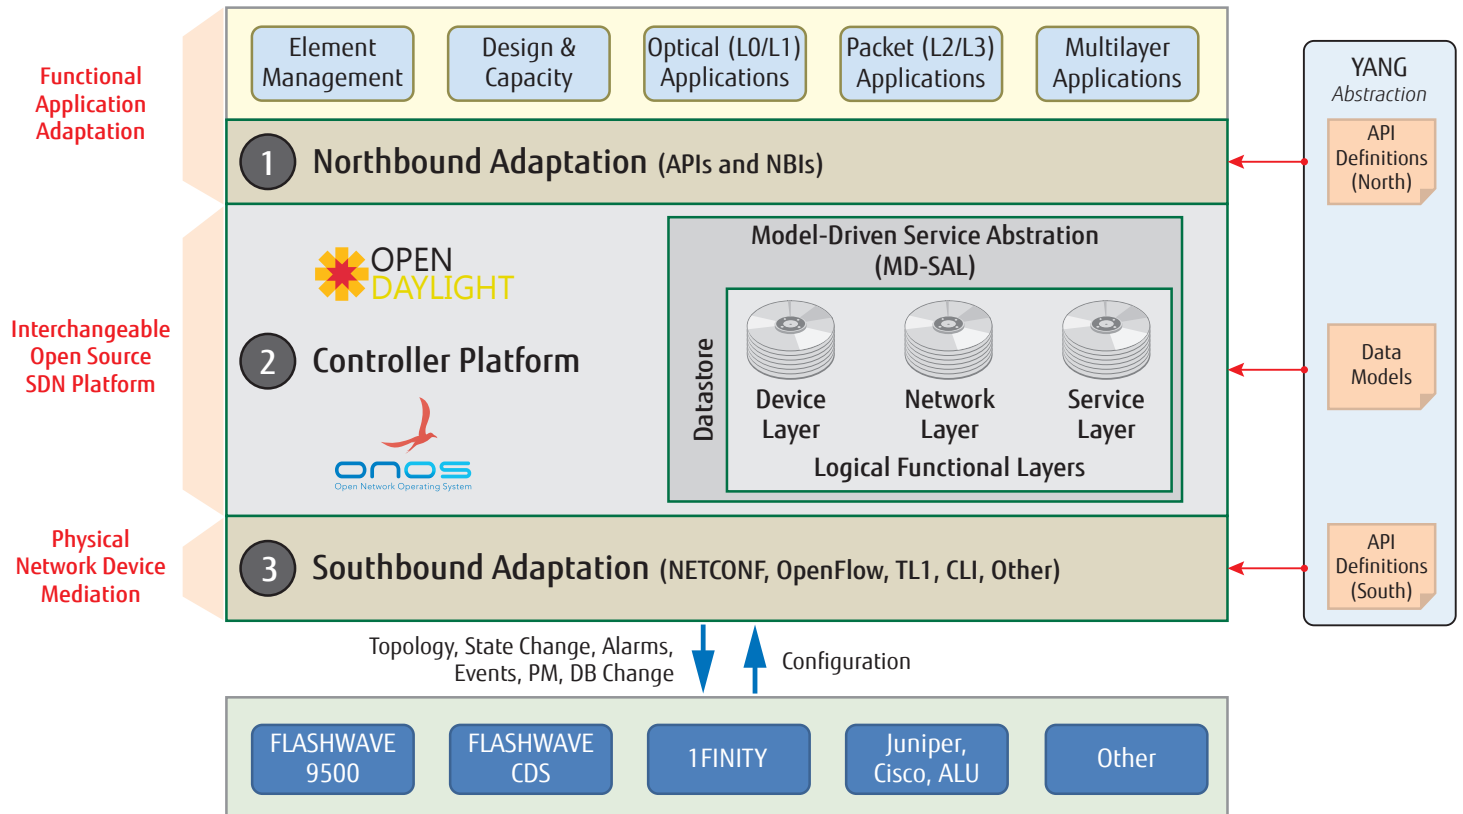 Functional
Application
Adaptation
Element
Management
Design &
Capacity
Optical (L0/L1)
Applications
Packet (L2/L3)
Applications
Multilayer
Applications
1
Northbound Adaptation (APIs and NBIs)
Interchangeable
Open Source
SDN Platform
OPEN
DAYLIGHT
2
Controller Platform
ONOS
Open Network Operating System
Model-Driven Service Abstration
(MD-SAL)
Datastore
Device
Layer
Network
Layer
Service
Layer
Logical Functional Layers
Physical
Network Device
Mediation
3
Southbound Adaptation (NETCONF, OpenFlow, TL1, CLI, Other)
Topology, State Change, Alarms,
Events, PM, DB Change
Configuration
FLASHWAVE
9500
FLASHWAVE
CDS
1FINITY
Juniper,
Cisco, ALU
Other
YANG
Abstraction
API
Definitions
(North)
Data
Models
API
Definitions
(South)